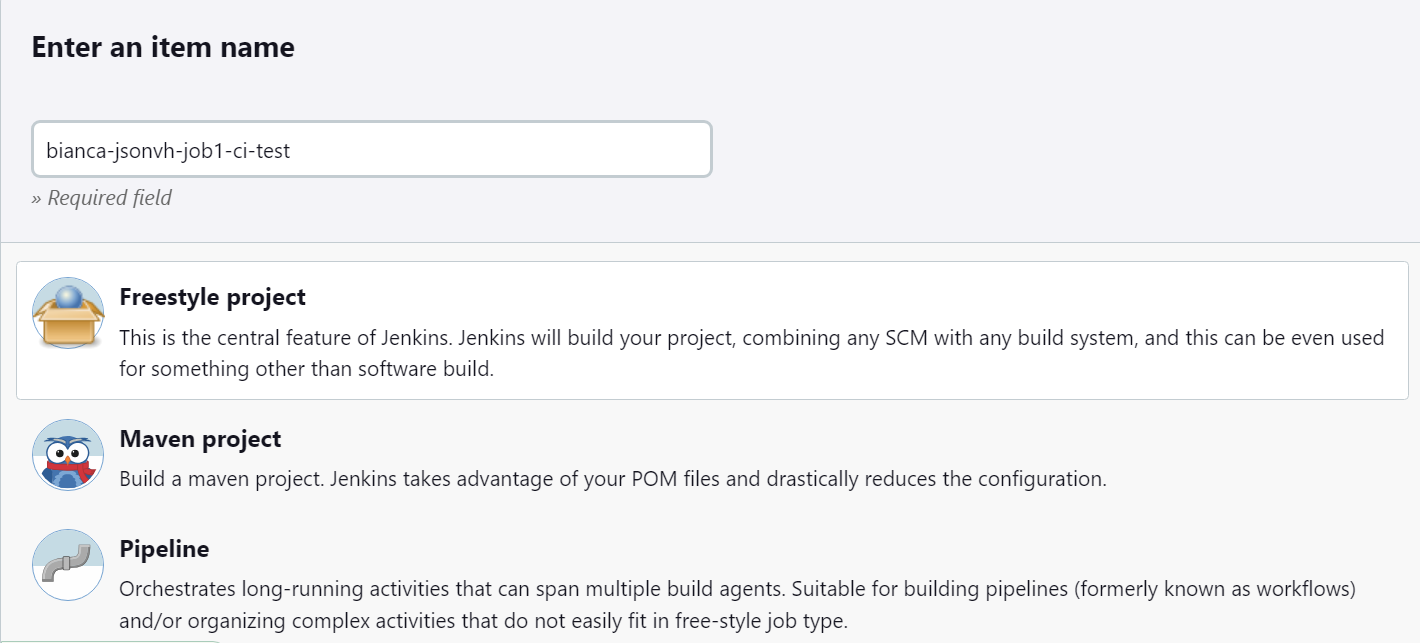 Enter an item name
bianca-jsonvh-job1-ci-test
» Required field
Freestyle project
This is the central feature of Jenkins. Jenkins will build your project, combining any SCM with any build system, and this can be even used
for something other than software build.
Maven project
Build a maven project. Jenkins takes advantage of your POM files and drastically reduces the configuration.
Pipeline
Orchestrates long-running activities that can span multiple build agents. Suitable for building pipelines (formerly known as workflows)
and/or organizing complex activities that do not easily fit in free-style job type.